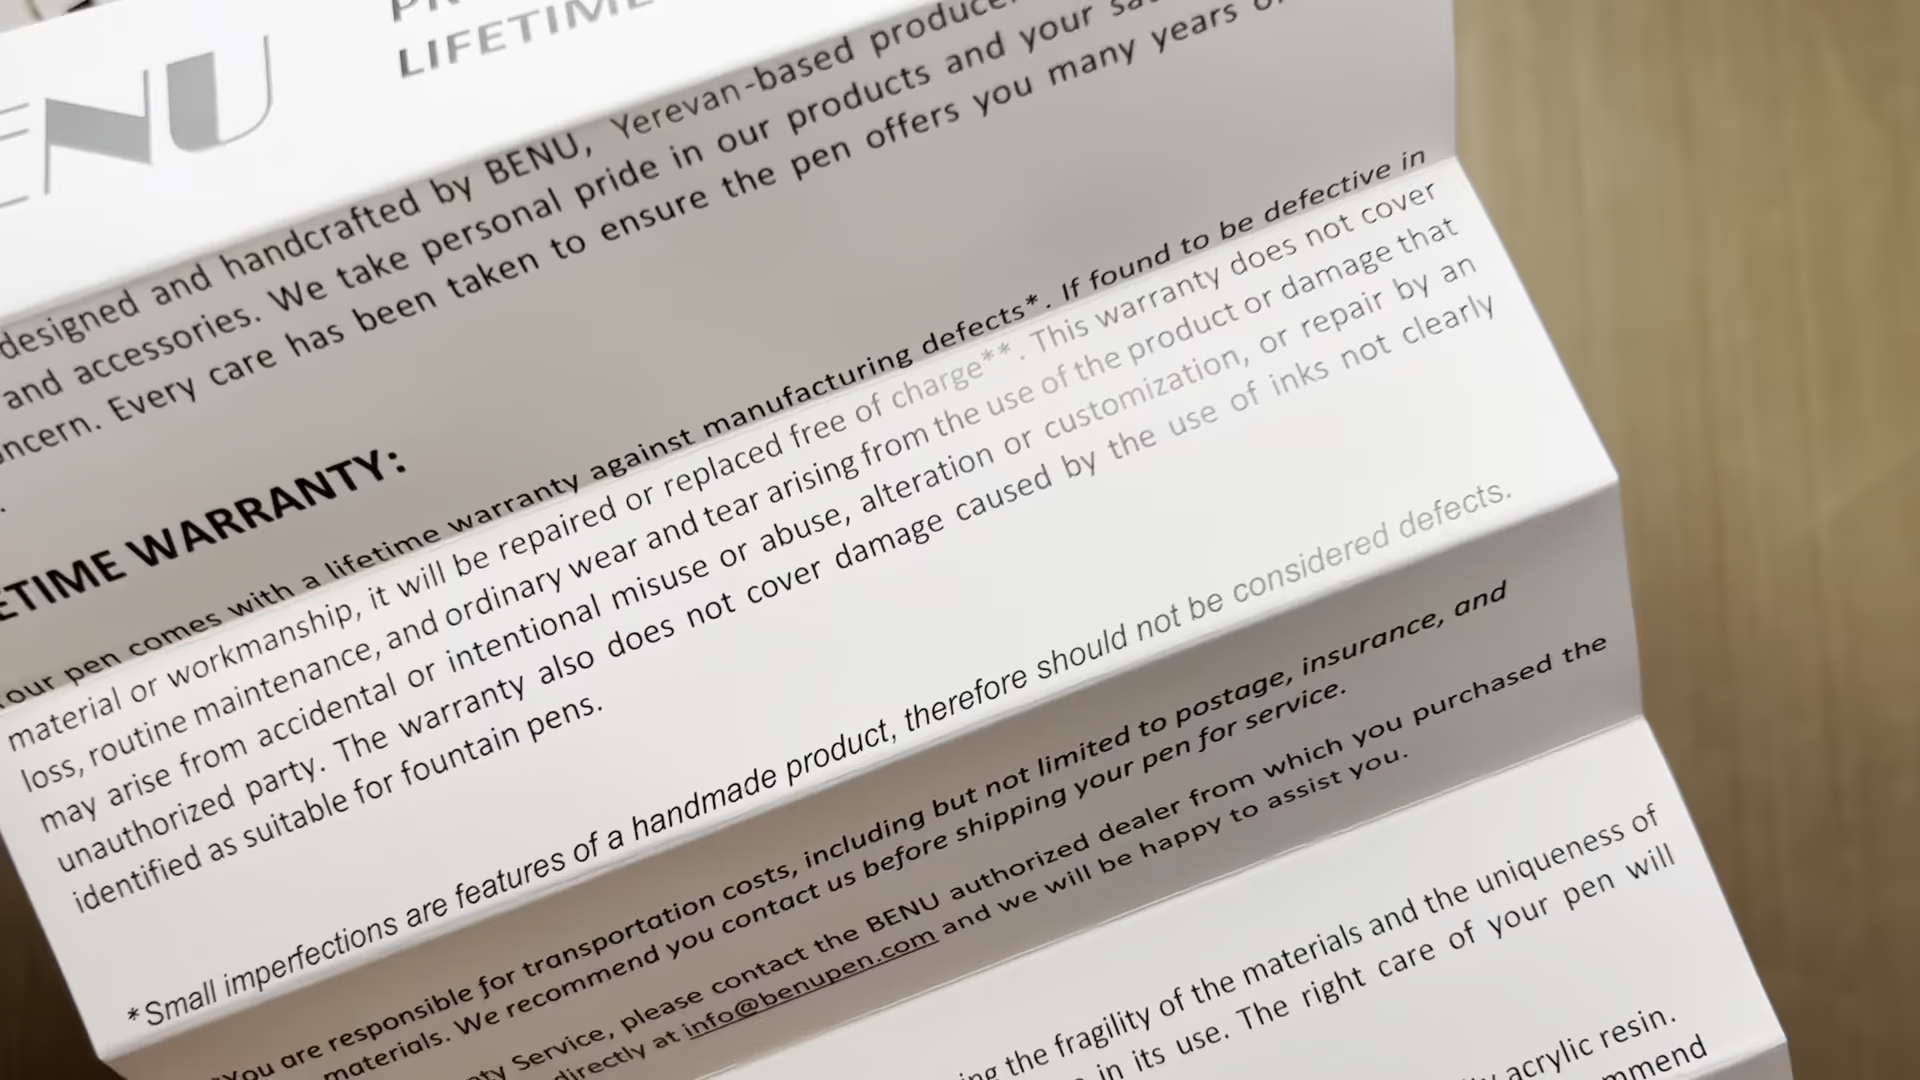 ENU
LIFETIME
designed and handcrafted by BENU, Yerevan-based
and accessories. We take personal pride in our products and your
Every care has been taken to ensure the pen offers you many years
WARRANTY:
our pen comes with a lifetime warranty against manufacturing defects*. If found to be defective in
material or workmanship, it will be repaired or replaced free of charge**. This warranty does not cover
loss, routine maintenance, and ordinary wear and tear arising from the use of the product or damage that
may arise from accidental or intentional misuse or abuse, alteration or customization, or repair by an
unauthorized party. The warranty also does not cover damage caused by the use of inks not clearly
identified as suitable for fountain pens.
*Small imperfections are features of a handmade product, therefore should not be considered defects.
You are responsible for transportation costs, including but not limited to postage, insurance, and
materials. We recommend you contact us before shipping your pen for service.
Service, please contact the BENU authorized dealer from which you purchased the
directly at info@benupen.com and we will be happy to assist you.
the fragility of the materials and the uniqueness of
in its use. The right care of your pen will
acrylic resin.